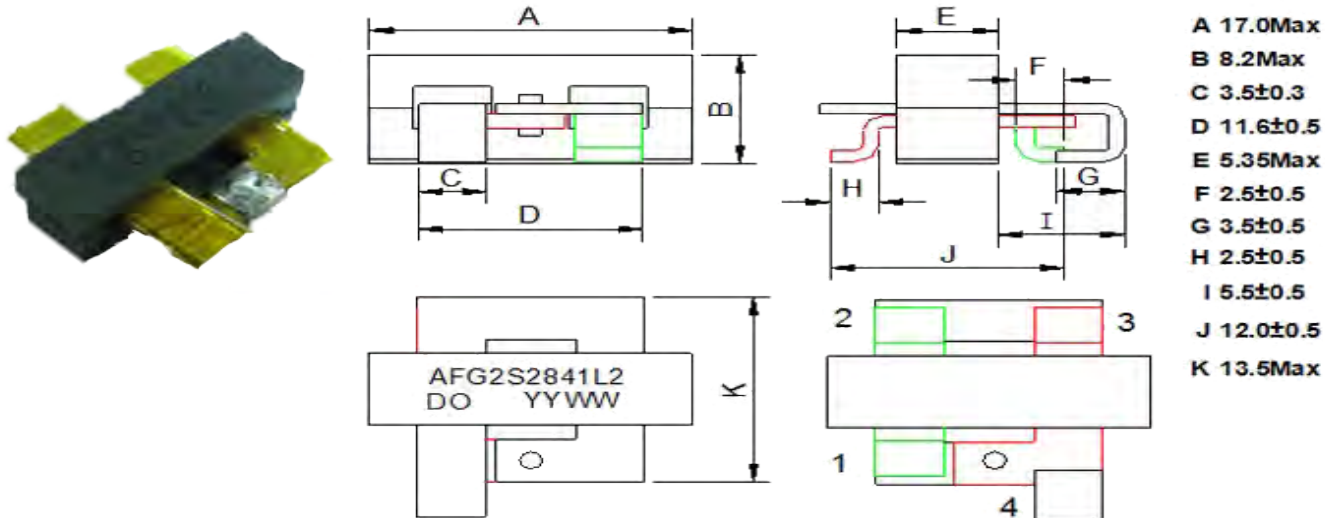 A
B
C
D
E
F
G
H
I
J
AFG2S2841L2
DO YYWW
K
2
3
1
4
A 17.0Max
B 8.2Max
C 3.5±0.3
D 11.6±0.5
E 5.35Max
F 2.5±0.5
G 3.5±0.5
H 2.5±0.5
I 5.5±0.5
J 12.0±0.5
K 13.5Max